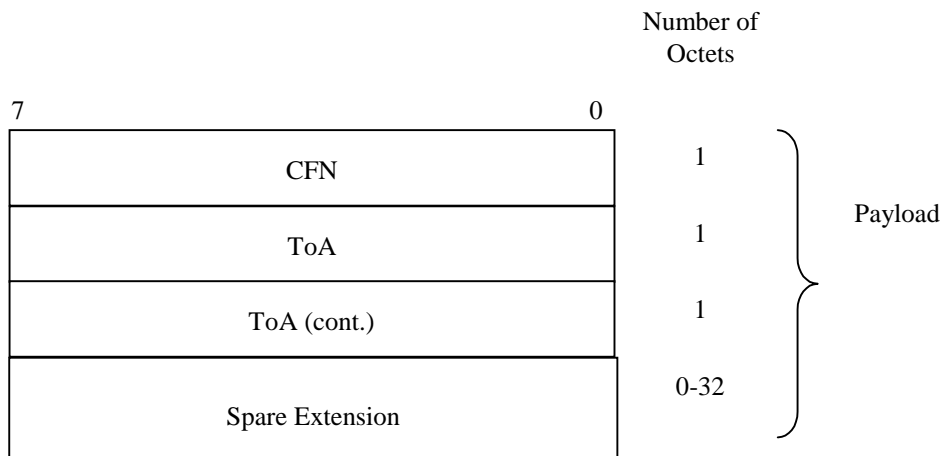 Number of
Octets
7 0
CFN 1
Payload
ToA 1
ToA (cont.) 1
0-32
Spare Extension